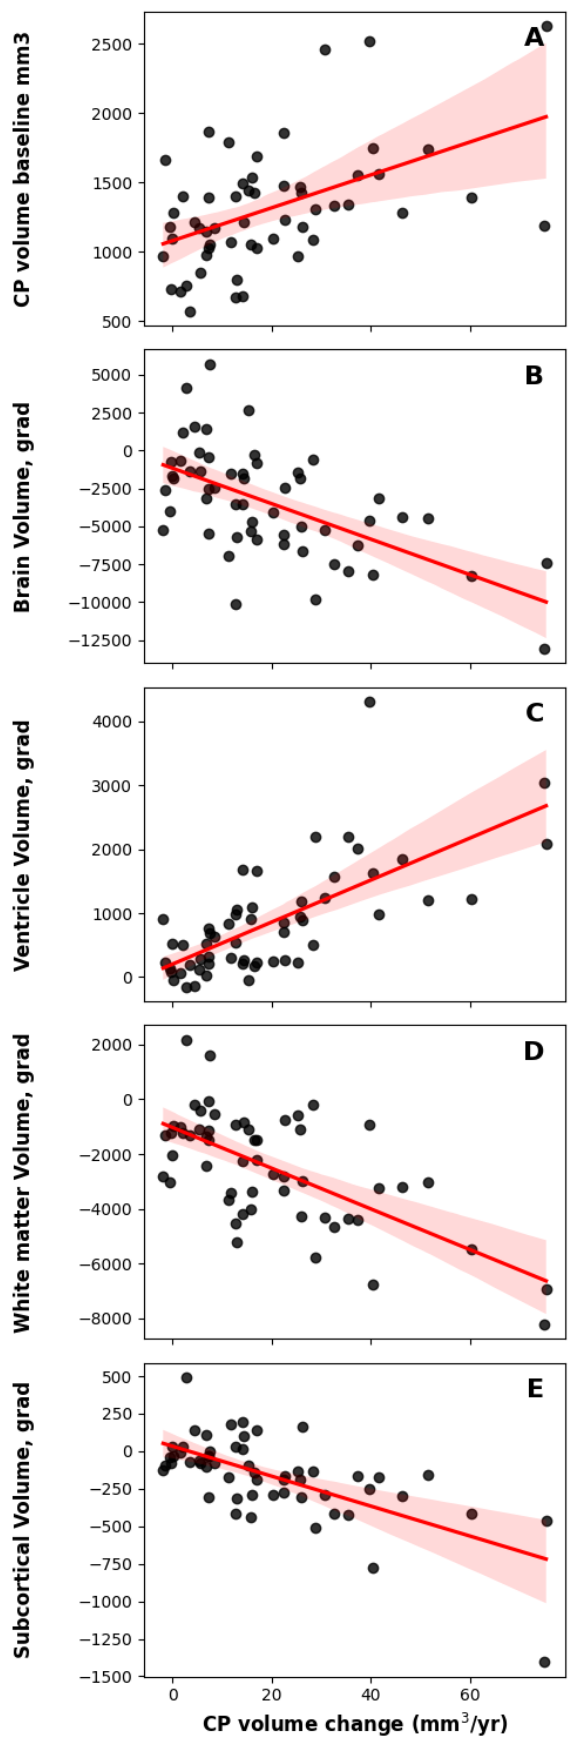 A
CP volume baseline mm3
2500
2000
1500
1000
500
B
Brain Volume, grad
5000
2500
0
−2500
−5000
−7500
−10000
−12500
C
Ventricle Volume, grad
4000
3000
2000
1000
0
D
White matter Volume, grad
2000
0
−2000
−4000
−6000
−8000
E
Subcortical Volume, grad
500
250
0
−250
−500
−750
−1000
−1250
−1500
0 20 40 60
CP volume change (mm³/yr)